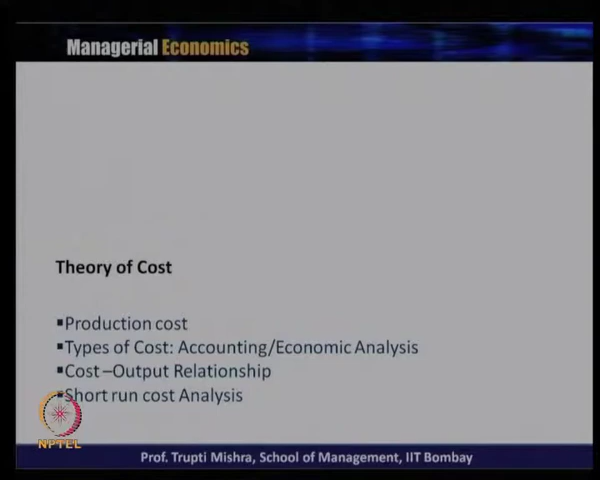 Managerial Economics
Theory of Cost
▪Production cost
▪Types of Cost: Accounting/Economic Analysis
▪Cost –Output Relationship
▪Short run cost Analysis
NPTEL
Prof. Trupti Mishra, School of Management, IIT Bombay